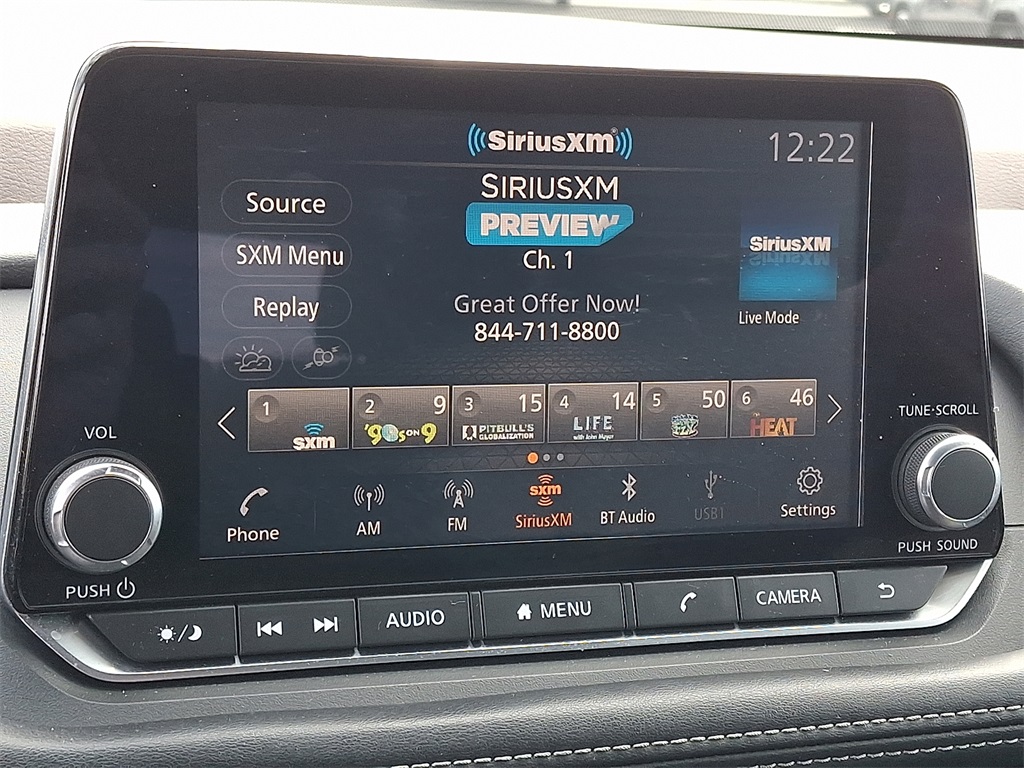 SiriusXM
12:22
SIRIUSXM
PREVIEW
Ch. 1
Source
SXM Menu
Replay
Great Offer Now!
844-711-8800
SiriusXM
Live Mode
1 sxm
2 9 '90s ON 9
3 15 PITBULL'S GLOBALIZATION
4 14 LIFE with John Mayer
5 50
6 46 THE HEAT
Phone
AM
FM
sxm
SiriusXM
BT Audio
USB1
Settings
VOL
PUSH
TUNE·SCROLL
PUSH SOUND
AUDIO
MENU
CAMERA